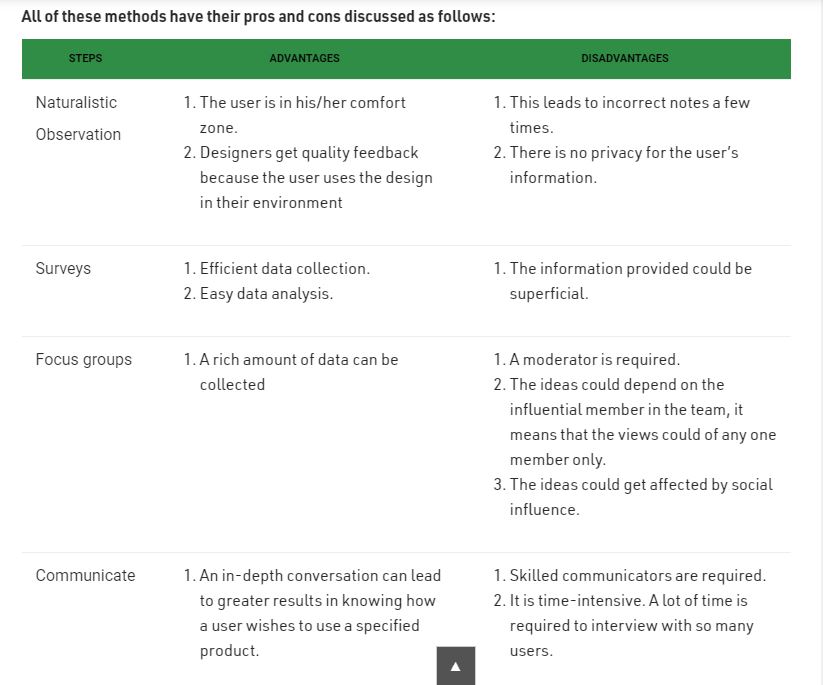 All of these methods have their pros and cons discussed as follows:
STEPS ADVANTAGES DISADVANTAGES
Naturalistic
Observation
1. The user is in his/her comfort
zone.
2. Designers get quality feedback
because the user uses the design
in their environment
1. This leads to incorrect notes a few
times.
2. There is no privacy for the user's
information.
Surveys
1. Efficient data collection.
2. Easy data analysis.
1. The information provided could be
superficial.
Focus groups
1. A rich amount of data can be
collected
1. A moderator is required.
2. The ideas could depend on the
influential member in the team, it
means that the views could of any one
member only.
3. The ideas could get affected by social
influence.
Communicate
1. An in-depth conversation can lead
to greater results in knowing how
a user wishes to use a specified
product.
1. Skilled communicators are required.
2. It is time-intensive. A lot of time is
required to interview with so many
users.